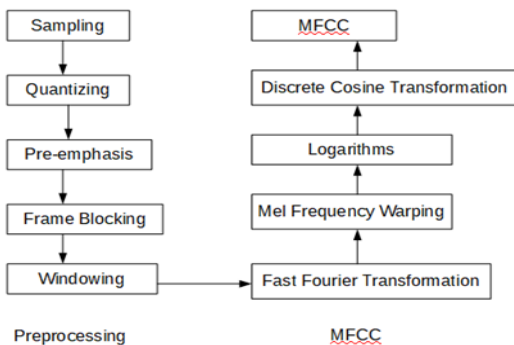 Sampling
Quantizing
Pre-emphasis
Frame Blocking
Windowing
Preprocessing
MFCC
Discrete Cosine Transformation
Logarithms
Mel Frequency Warping
Fast Fourier Transformation
MFCC